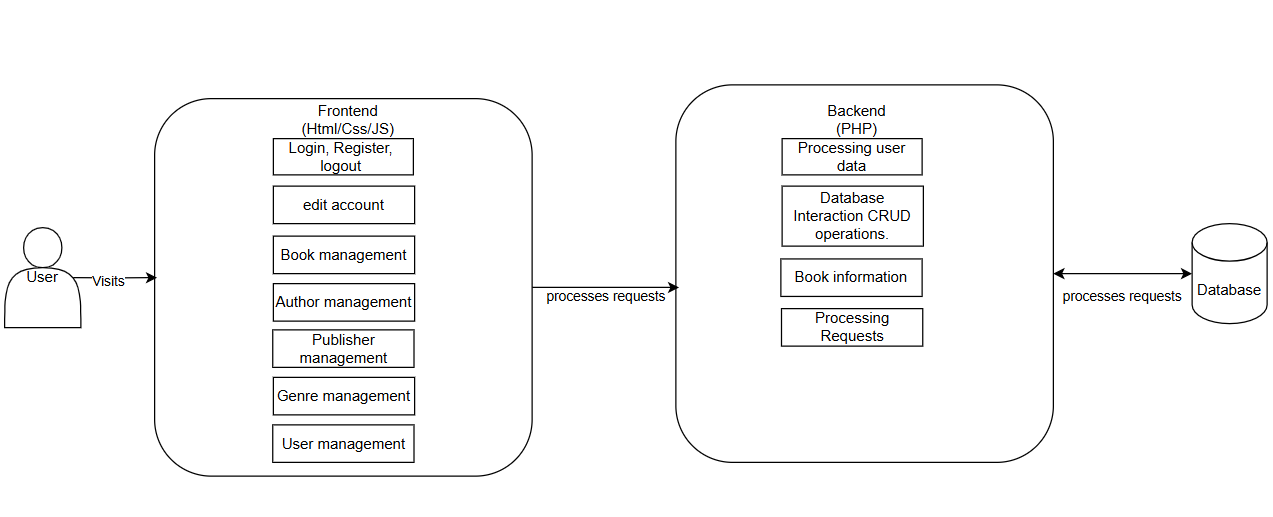 User
Visits
Frontend
(Html/Css/JS)
Login, Register,
logout
edit account
Book management
Author management
Publisher
management
Genre management
User management
processes requests
Backend
(PHP)
Processing user
data
Database
Interaction CRUD
operations.
Book information
Processing
Requests
processes requests
Database